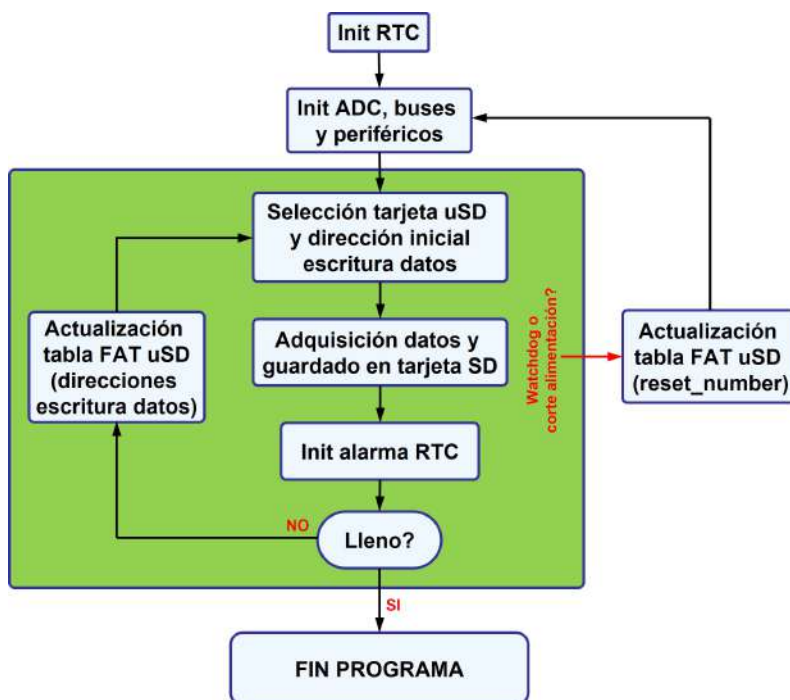 Init RTC
Init ADC, buses
y periféricos
Selección tarjeta uSD
y dirección inicial
escritura datos
Adquisición datos y
guardado en tarjeta SD
Init alarma RTC
Lleno?
NO
Actualización
tabla FAT uSD
(direcciones
escritura datos)
Watchdog o
corte alimentación?
Actualización
tabla FAT uSD
(reset_number)
SI
FIN PROGRAMA